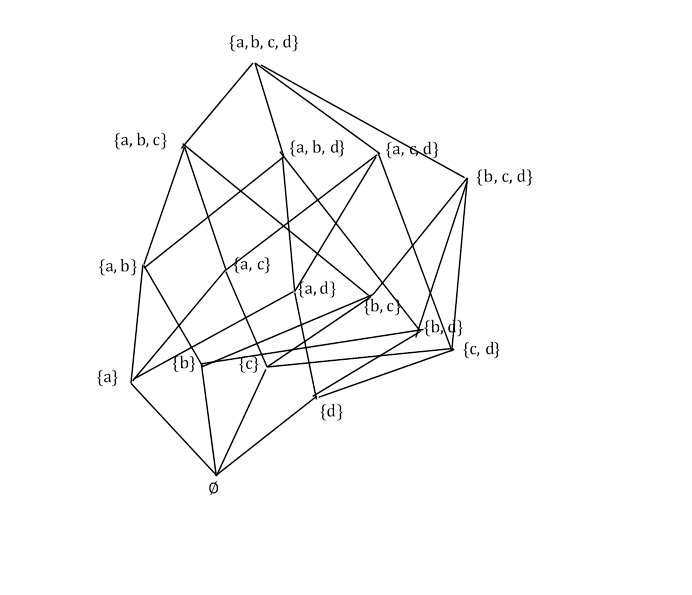 {a, b, c, d}
{a, b, c}
{a, b, d}
{a, c, d}
{b, c, d}
{a, b}
{a, c}
{a, d}
{b, c}
{b, d}
{c, d}
{a}
{b}
{c}
{d}
∅